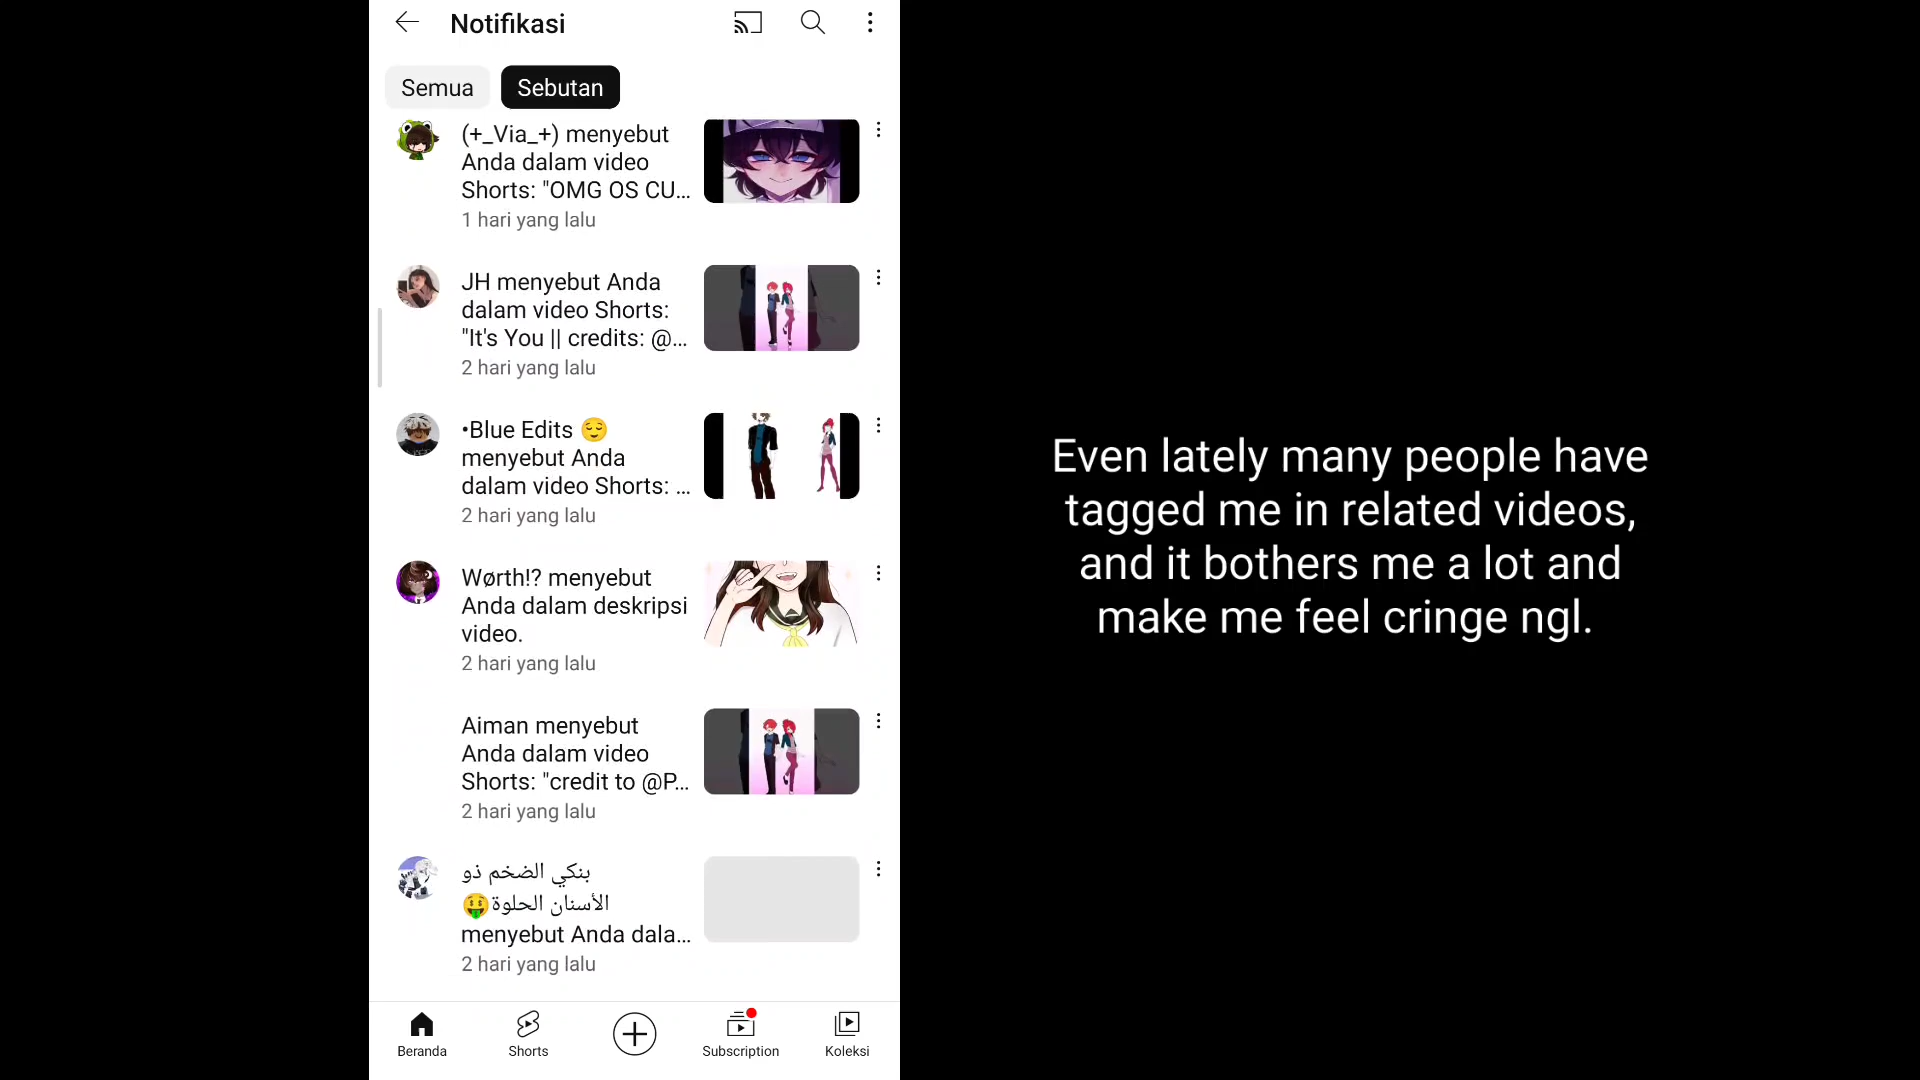 Notifikasi
Semua
Sebutan
(+_Via_+) menyebut
Anda dalam video
Shorts: "OMG OS CU...
1 hari yang lalu
JH menyebut Anda
dalam video Shorts:
"It's You || credits: @...
2 hari yang lalu
•Blue Edits 😌
menyebut Anda
dalam video Shorts: ...
2 hari yang lalu
Wørth!? menyebut
Anda dalam deskripsi
video.
2 hari yang lalu
Aiman menyebut
Anda dalam video
Shorts: "credit to @P...
2 hari yang lalu
بنكي الضخم ذو
الأسنان الحلوة🤑
menyebut Anda dala...
2 hari yang lalu
Beranda
Shorts
Subscription
Koleksi
Even lately many people have
tagged me in related videos,
and it bothers me a lot and
make me feel cringe ngl.